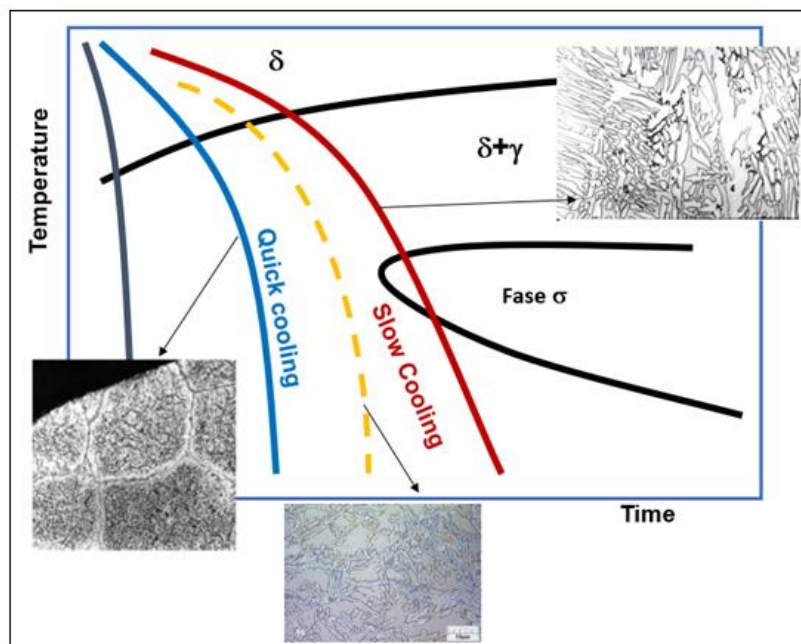 δ
δ+γ
Temperature
Quick cooling
Slow Cooling
Fase σ
Time